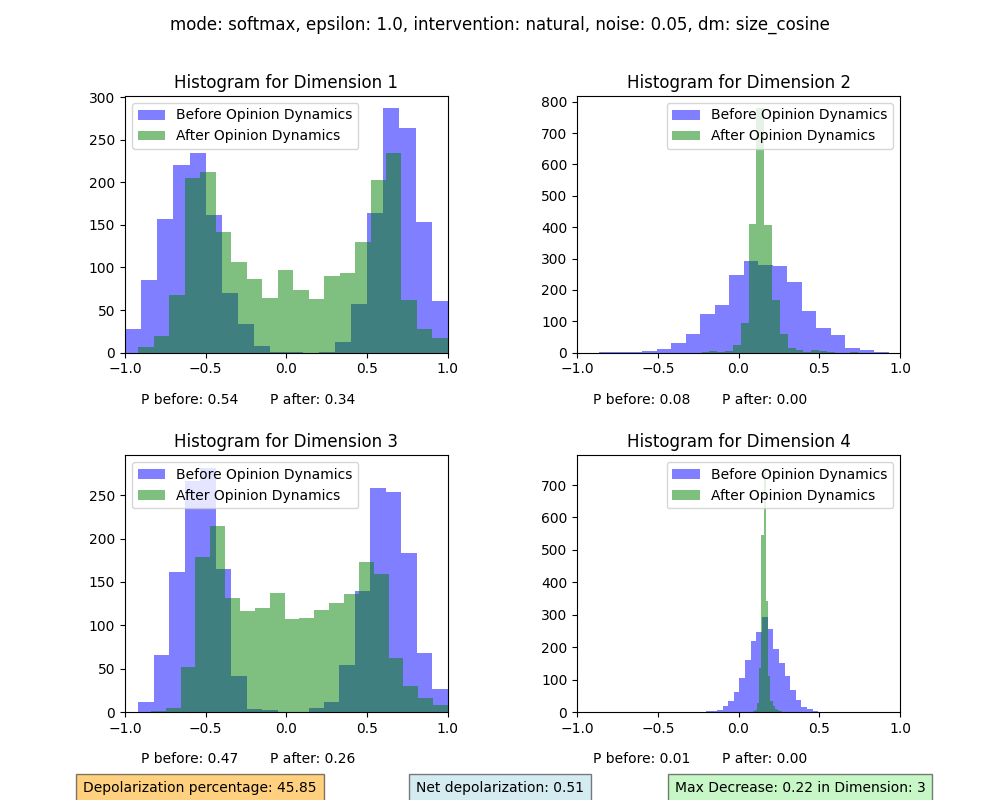 mode: softmax, epsilon: 1.0, intervention: natural, noise: 0.05, dm: size_cosine
Histogram for Dimension 1
300
250
200
150
100
50
0
Before Opinion Dynamics
After Opinion Dynamics
−1.0 −0.5 0.0 0.5 1.0
P before: 0.54 P after: 0.34
Histogram for Dimension 2
800
700
600
500
400
300
200
100
0
Before Opinion Dynamics
After Opinion Dynamics
−1.0 −0.5 0.0 0.5 1.0
P before: 0.08 P after: 0.00
Histogram for Dimension 3
250
200
150
100
50
0
Before Opinion Dynamics
After Opinion Dynamics
−1.0 −0.5 0.0 0.5 1.0
P before: 0.47 P after: 0.26
Histogram for Dimension 4
700
600
500
400
300
200
100
0
Before Opinion Dynamics
After Opinion Dynamics
−1.0 −0.5 0.0 0.5 1.0
P before: 0.01 P after: 0.00
Depolarization percentage: 45.85
Net depolarization: 0.51
Max Decrease: 0.22 in Dimension: 3